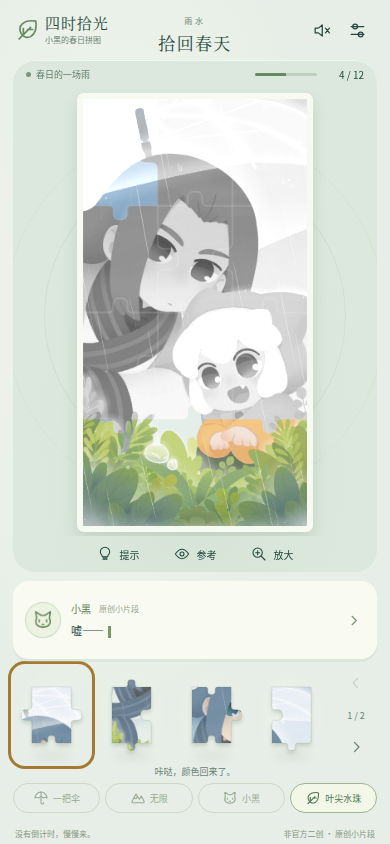 四时拾光
小黑的春日拼图
雨水
拾回春天
春日的一场雨
4 / 12
提示
参考
放大
小黑 原创小片段
嘘——
1 / 2
咔哒，颜色回来了。
一把伞
无限
小黑
叶尖水珠
没有倒计时，慢慢来。
非官方二创 · 原创小片段